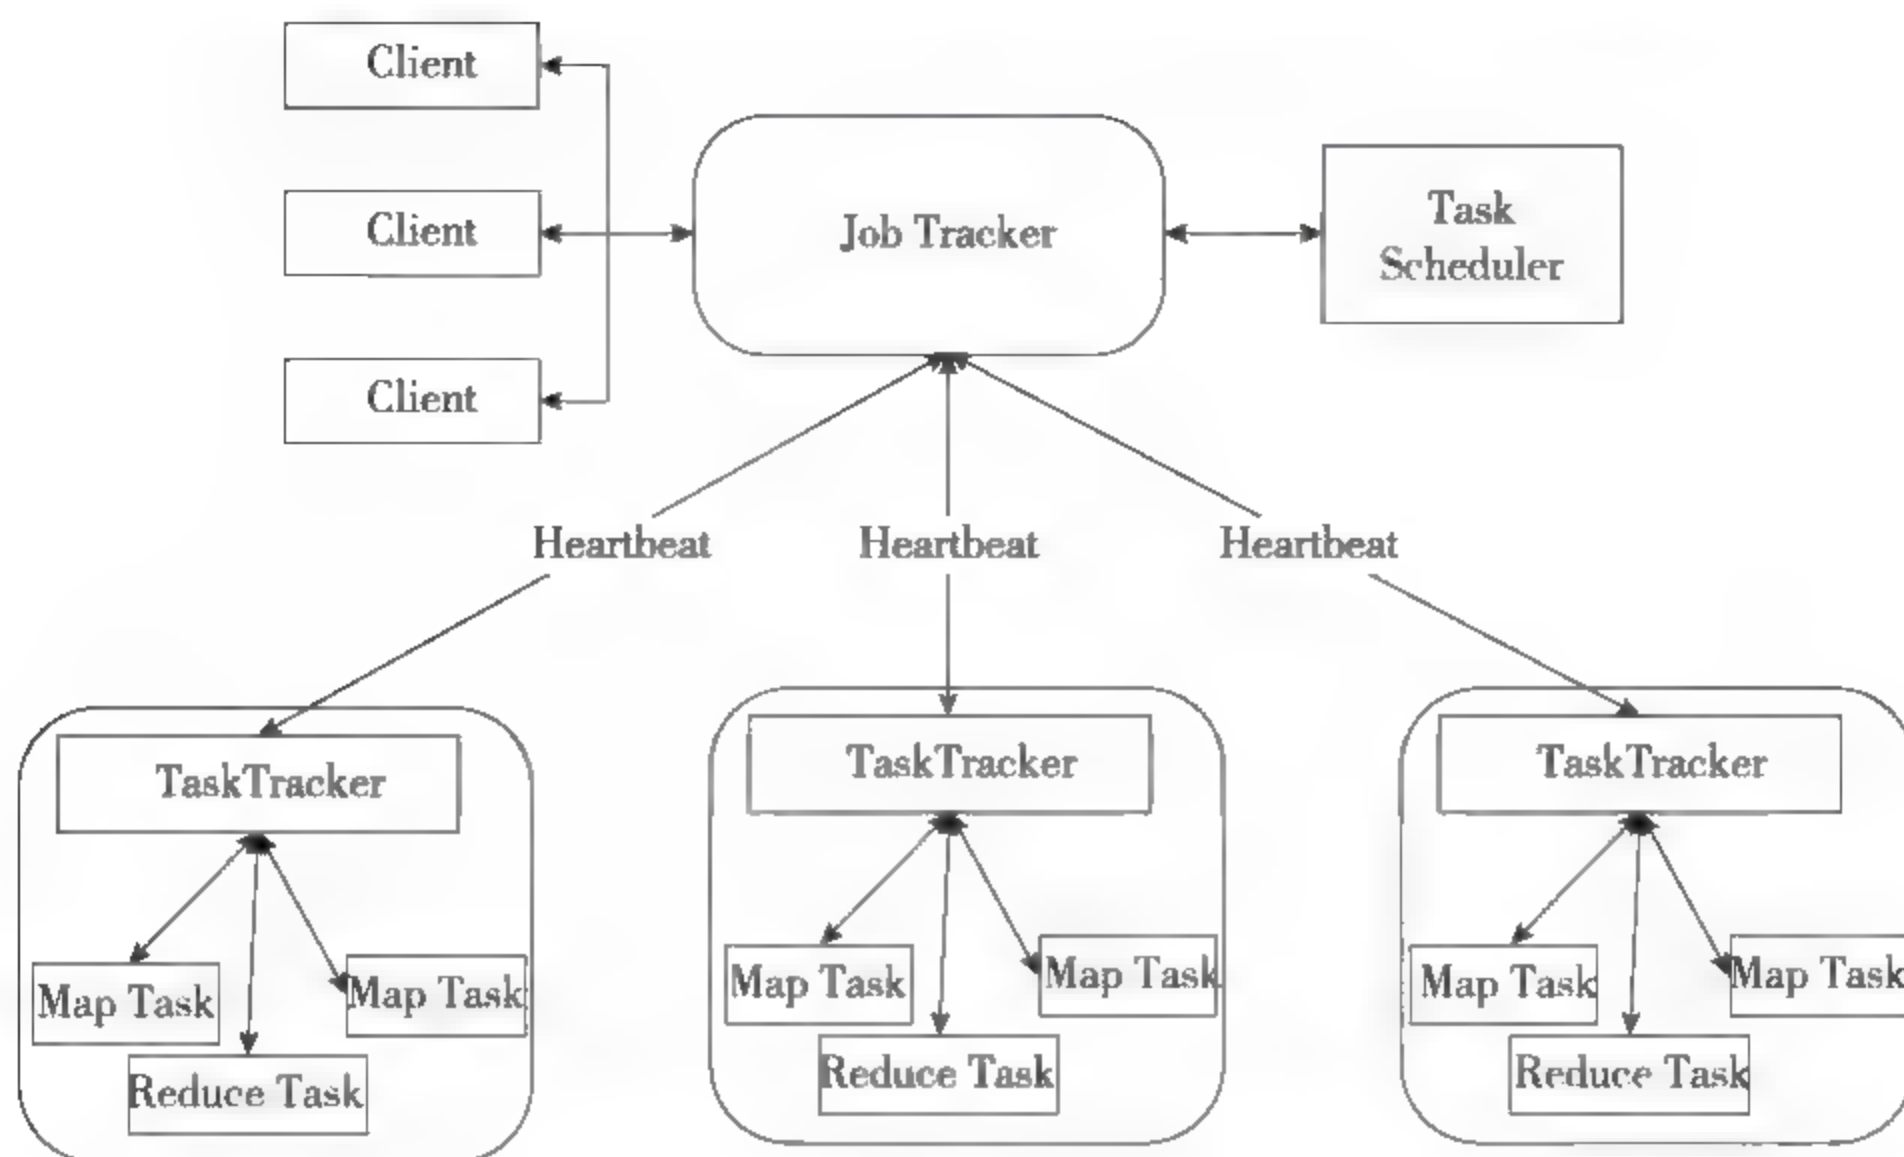 Client
Client
Job Tracker
Task
Scheduler
Client
Heartbeat
Heartbeat
Heartbeat
TaskTracker
TaskTracker
TaskTracker
Map Task
Map Task
Reduce Task
Map Task
Map Task
Reduce Task
Map Task
Map Task
Reduce Task